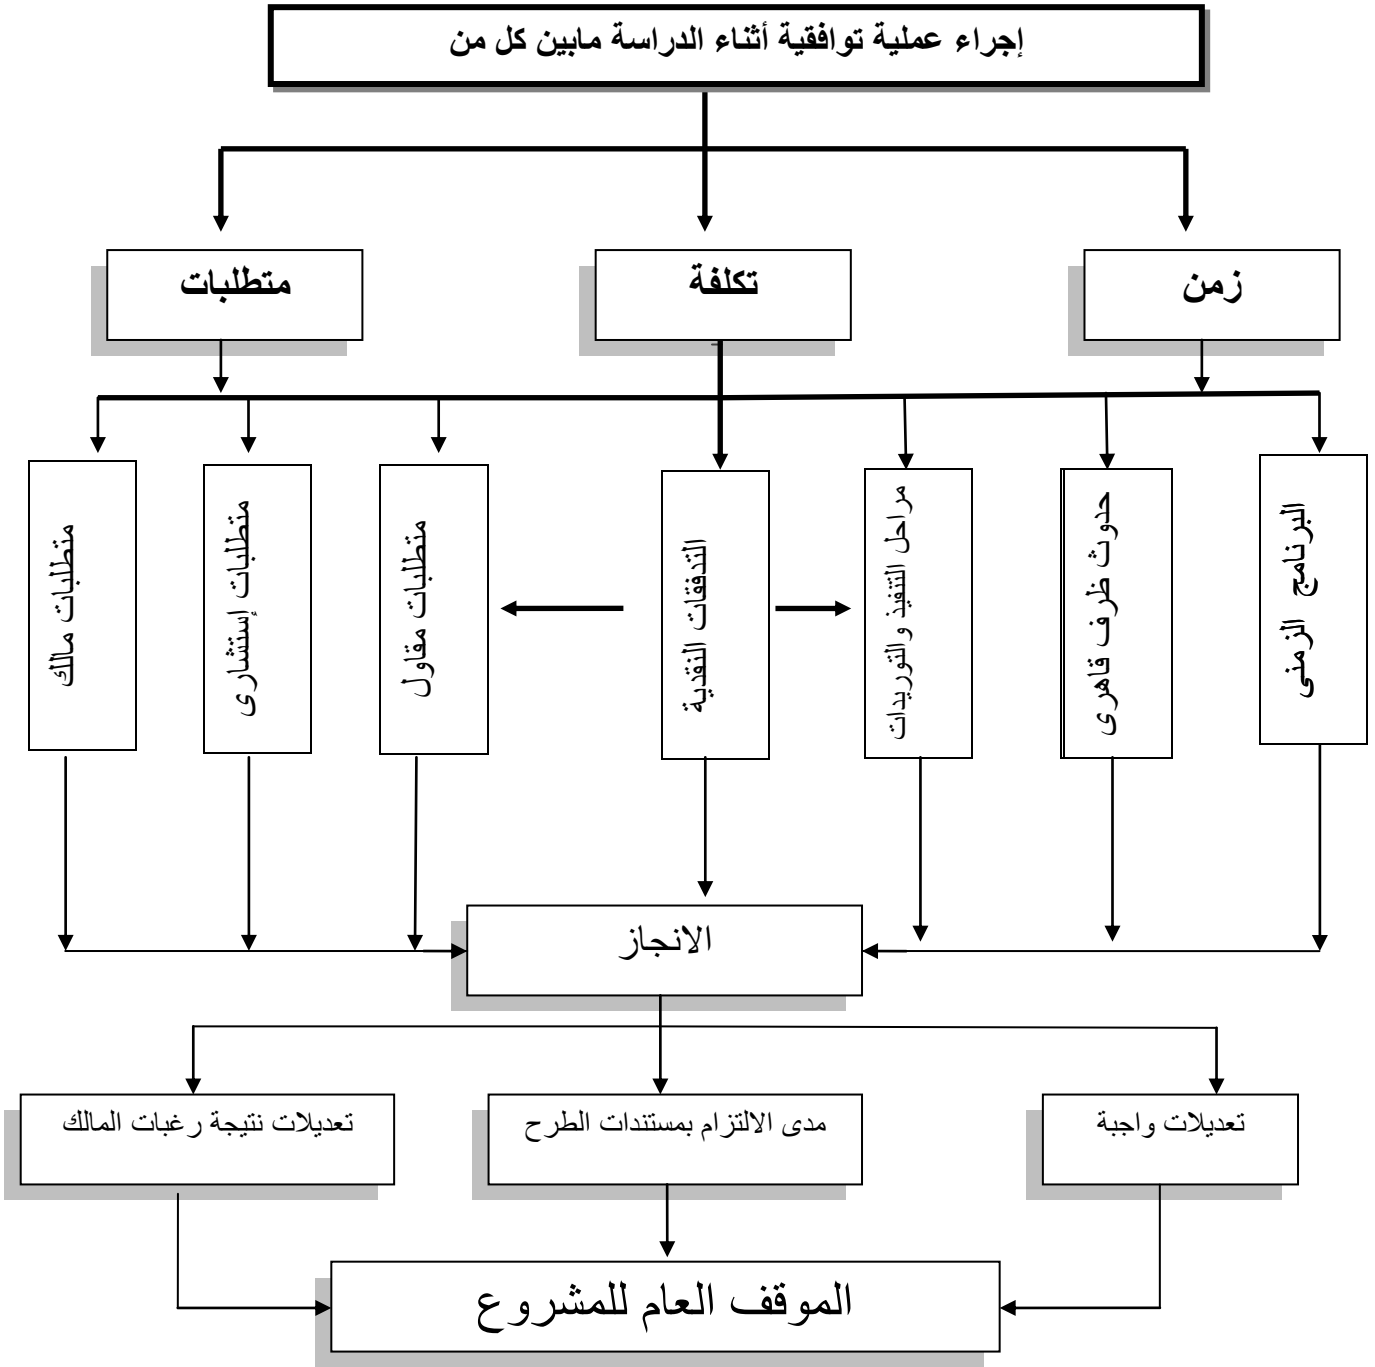 إجراء عملية توافقية أثناء الدراسة مابين كل من
زمن
تكلفة
متطلبات
البرنامج الزمنى
حدوث ظرف قاهرى
مراحل التنفيذ والتوريدات
التدفقات النقدية
متطلبات مقاول
متطلبات إستشارى
متطلبات مالك
الانجاز
تعديلات واجبة
مدى الالتزام بمستندات الطرح
تعديلات نتيجة رغبات المالك
الموقف العام للمشروع